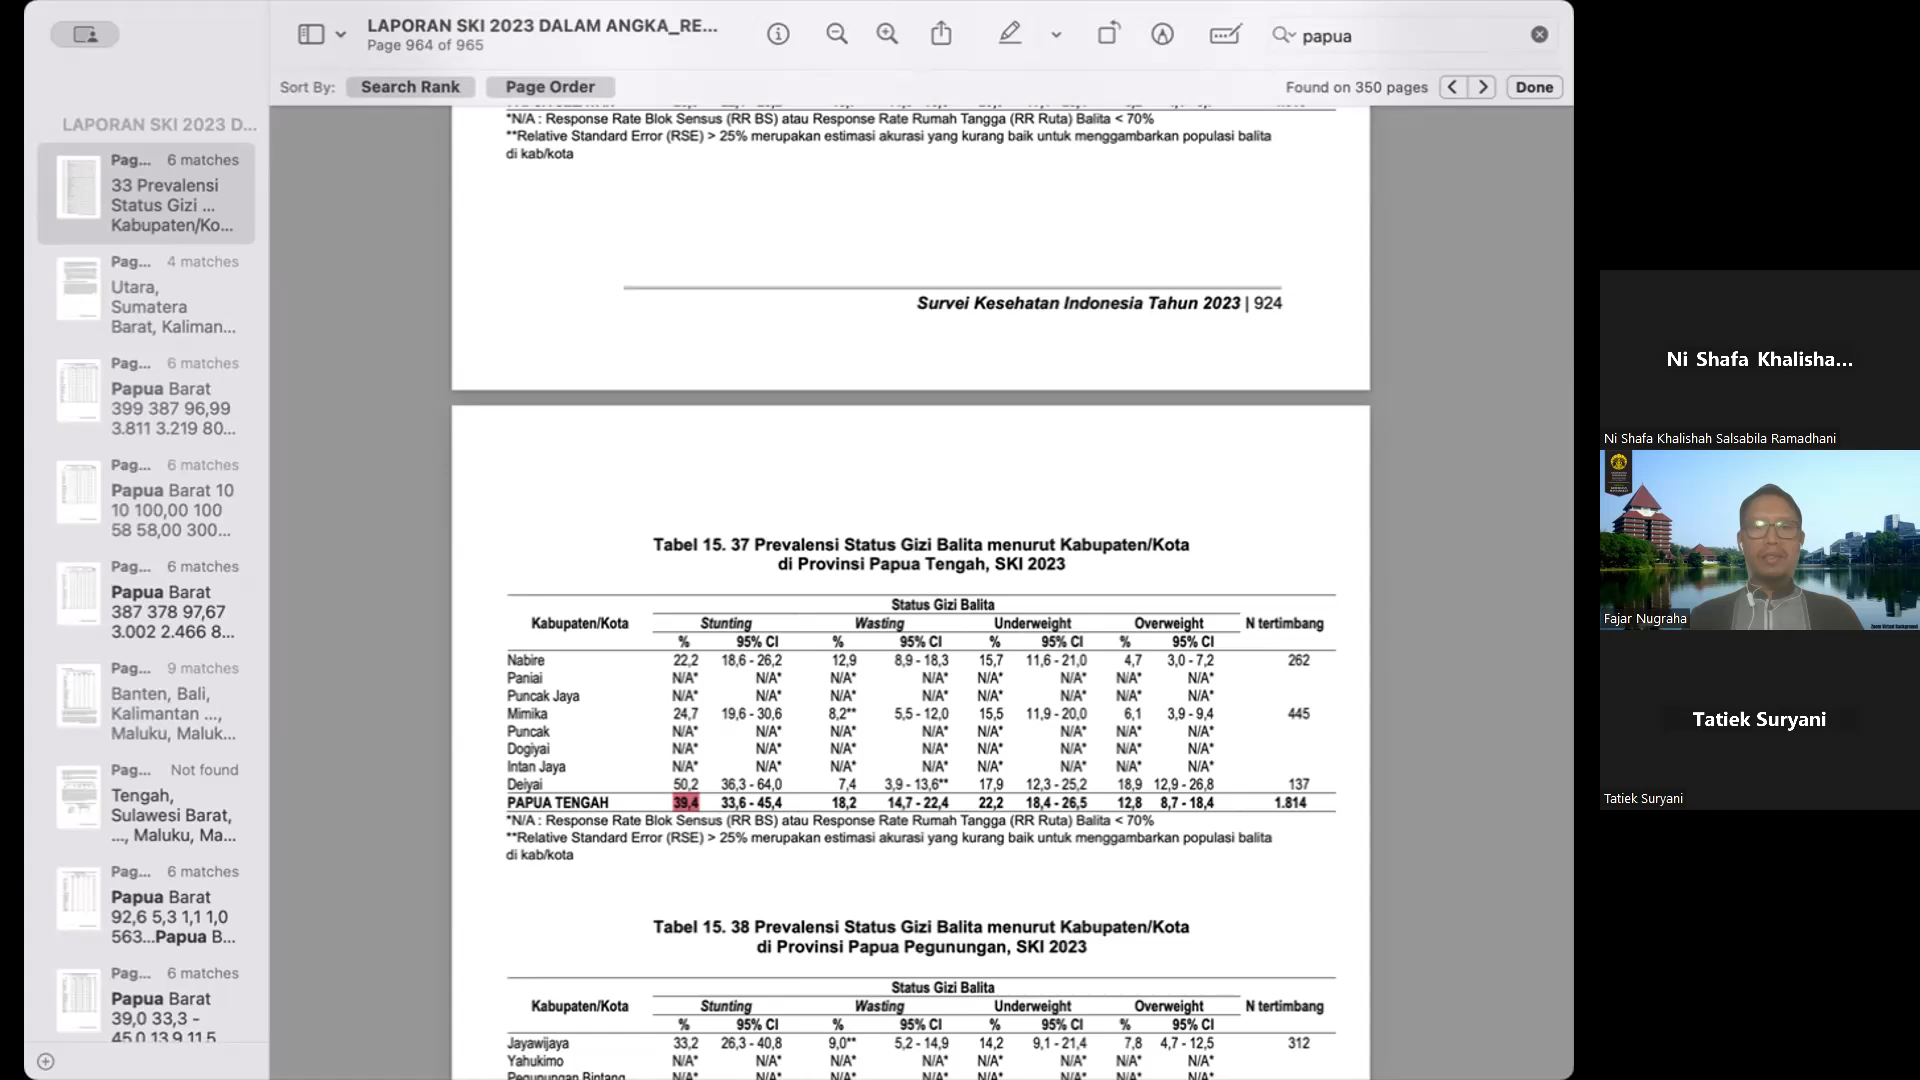 LAPORAN SKI 2023 DALAM ANGKA_RE...
Page 964 of 965
papua
Sort By: Search Rank Page Order
Found on 350 pages
Done
LAPORAN SKI 2023 D...
Pag... 6 matches
33 Prevalensi
Status Gizi ...
Kabupaten/Ko...
Pag... 4 matches
Utara,
Sumatera
Barat, Kaliman...
Pag... 6 matches
Papua Barat
399 387 96,99
3.811 3.219 80...
Pag... 6 matches
Papua Barat 10
10 100,00 100
58 58,00 300...
Pag... 6 matches
Papua Barat
387 378 97,67
3.002 2.466 8...
Pag... 9 matches
Banten, Bali,
Kalimantan ...,
Maluku, Maluk...
Pag... Not found
Tengah,
Sulawesi Barat,
..., Maluku, Ma...
Pag... 6 matches
Papua Barat
92,6 5,3 1,1 1,0
563...Papua B...
Pag... 6 matches
Papua Barat
39,0 33,3 -
45,0 13,9 11,5
*N/A : Response Rate Blok Sensus (RR BS) atau Response Rate Rumah Tangga (RR Ruta) Balita < 70%
**Relative Standard Error (RSE) > 25% merupakan estimasi akurasi yang kurang baik untuk menggambarkan populasi balita
di kab/kota
Survei Kesehatan Indonesia Tahun 2023 | 924
Tabel 15. 37 Prevalensi Status Gizi Balita menurut Kabupaten/Kota
di Provinsi Papua Tengah, SKI 2023
Status Gizi Balita
Kabupaten/Kota Stunting Wasting Underweight Overweight N tertimbang
% 95% CI % 95% CI % 95% CI % 95% CI
Nabire 22,2 18,6 - 26,2 12,9 8,9 - 18,3 15,7 11,6 - 21,0 4,7 3,0 - 7,2 262
Paniai N/A* N/A* N/A* N/A* N/A* N/A* N/A* N/A*
Puncak Jaya N/A* N/A* N/A* N/A* N/A* N/A* N/A* N/A*
Mimika 24,7 19,6 - 30,6 8,2** 5,5 - 12,0 15,5 11,9 - 20,0 6,1 3,9 - 9,4 445
Puncak N/A* N/A* N/A* N/A* N/A* N/A* N/A* N/A*
Dogiyai N/A* N/A* N/A* N/A* N/A* N/A* N/A* N/A*
Intan Jaya N/A* N/A* N/A* N/A* N/A* N/A* N/A* N/A*
Deiyai 50,2 36,3 - 64,0 7,4 3,9 - 13,6** 17,9 12,3 - 25,2 18,9 12,9 - 26,8 137
PAPUA TENGAH 39,4 33,6 - 45,4 18,2 14,7 - 22,4 22,2 18,4 - 26,5 12,8 8,7 - 18,4 1.814
*N/A : Response Rate Blok Sensus (RR BS) atau Response Rate Rumah Tangga (RR Ruta) Balita < 70%
**Relative Standard Error (RSE) > 25% merupakan estimasi akurasi yang kurang baik untuk menggambarkan populasi balita
di kab/kota
Tabel 15. 38 Prevalensi Status Gizi Balita menurut Kabupaten/Kota
di Provinsi Papua Pegunungan, SKI 2023
Status Gizi Balita
Kabupaten/Kota Stunting Wasting Underweight Overweight N tertimbang
% 95% CI % 95% CI % 95% CI % 95% CI
Jayawijaya 33,2 26,3 - 40,8 9,0** 5,2 - 14,9 14,2 9,1 - 21,4 7,8 4,7 - 12,5 312
Yahukimo N/A* N/A* N/A* N/A* N/A* N/A* N/A* N/A*
Pegunungan Bintang N/A* N/A* N/A* N/A* N/A* N/A* N/A* N/A*
Ni Shafa Khalisha...
Ni Shafa Khalishah Salsabila Ramadhani
Fajar Nugraha
Zoom Virtual Background
Tatiek Suryani
Tatiek Suryani